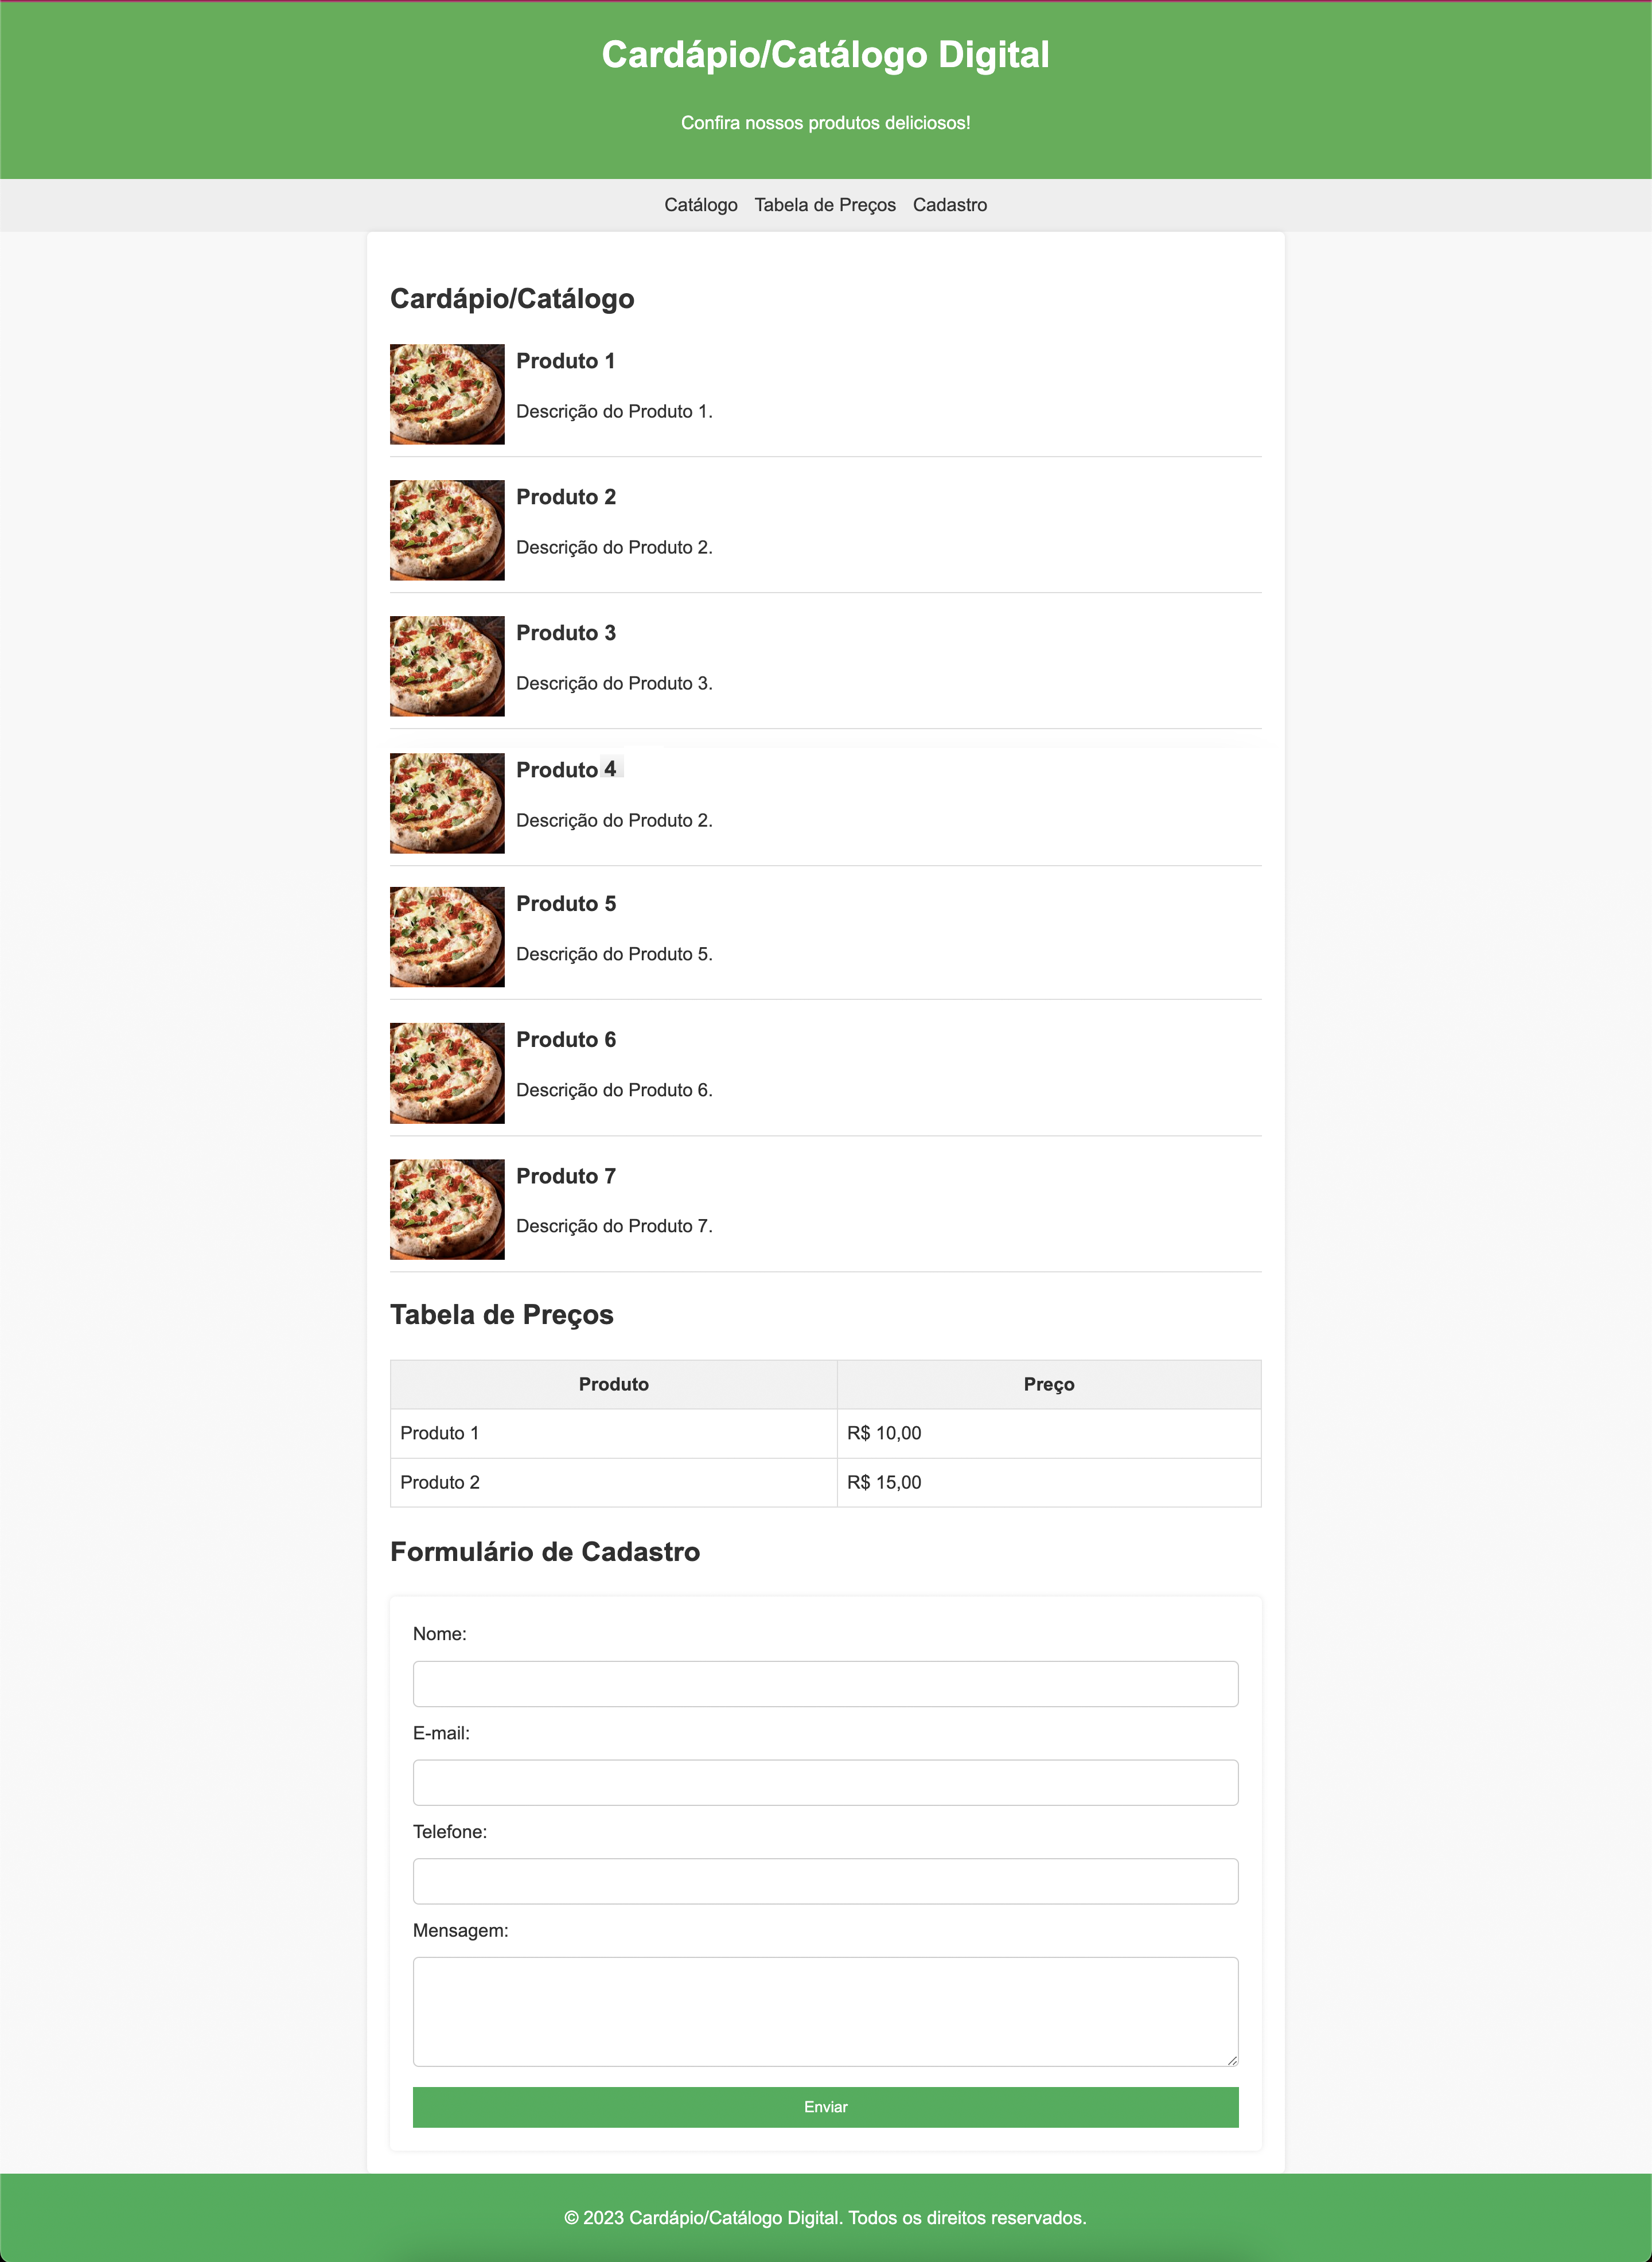 Cardápio/Catálogo Digital
Confira nossos produtos deliciosos!
Catálogo Tabela de Preços Cadastro
Cardápio/Catálogo
Produto 1
Descrição do Produto 1.
Produto 2
Descrição do Produto 2.
Produto 3
Descrição do Produto 3.
Produto 4
Descrição do Produto 2.
Produto 5
Descrição do Produto 5.
Produto 6
Descrição do Produto 6.
Produto 7
Descrição do Produto 7.
Tabela de Preços
Produto Preço
Produto 1 R$ 10,00
Produto 2 R$ 15,00
Formulário de Cadastro
Nome:
E-mail:
Telefone:
Mensagem:
Enviar
© 2023 Cardápio/Catálogo Digital. Todos os direitos reservados.